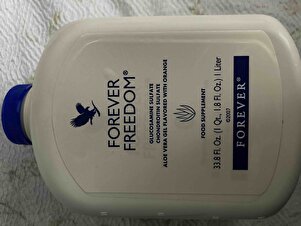 FOREVER
FREEDOM®
GLUCOSAMINE SULFATE
CHONDROITIN SULFATE
ALOE VERA GEL FLAVORED WITH ORANGE
FOOD SUPPLEMENT
33.8 Fl. Oz. (1 Qt., 1.8 Fl. Oz.) 1 Liter
FOREVER®
©2007